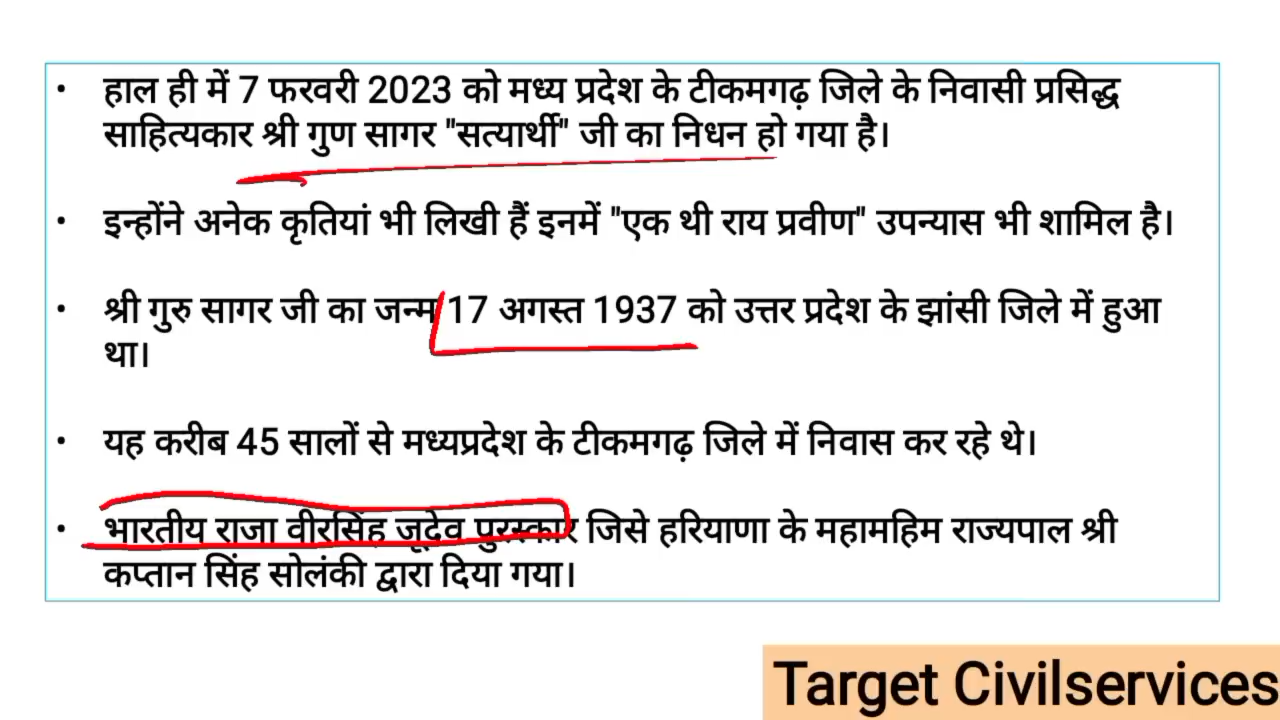 • हाल ही में 7 फरवरी 2023 को मध्य प्रदेश के टीकमगढ़ जिले के निवासी प्रसिद्ध
साहित्यकार श्री गुण सागर "सत्यार्थी" जी का निधन हो गया है।
• इन्होंने अनेक कृतियां भी लिखी हैं इनमें "एक थी राय प्रवीण" उपन्यास भी शामिल है।
• श्री गुरु सागर जी का जन्म 17 अगस्त 1937 को उत्तर प्रदेश के झांसी जिले में हुआ
था।
• यह करीब 45 सालों से मध्यप्रदेश के टीकमगढ़ जिले में निवास कर रहे थे।
• भारतीय राजा वीरसिंह जूदेव पुरस्कार जिसे हरियाणा के महामहिम राज्यपाल श्री
कप्तान सिंह सोलंकी द्वारा दिया गया।
Target Civilservices